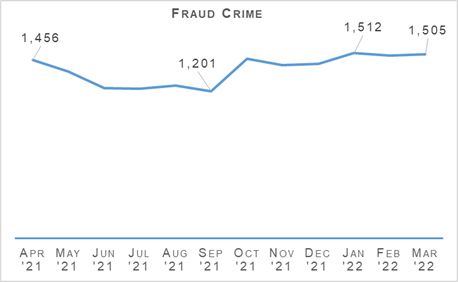 FRAUD CRIME
1,456
1,201
1,512
1,505
APR MAY JUN JUL AUG SEP OCT NOV DEC JAN FEB MAR
'21 '21 '21 '21 '21 '21 '21 '21 '21 '22 '22 '22